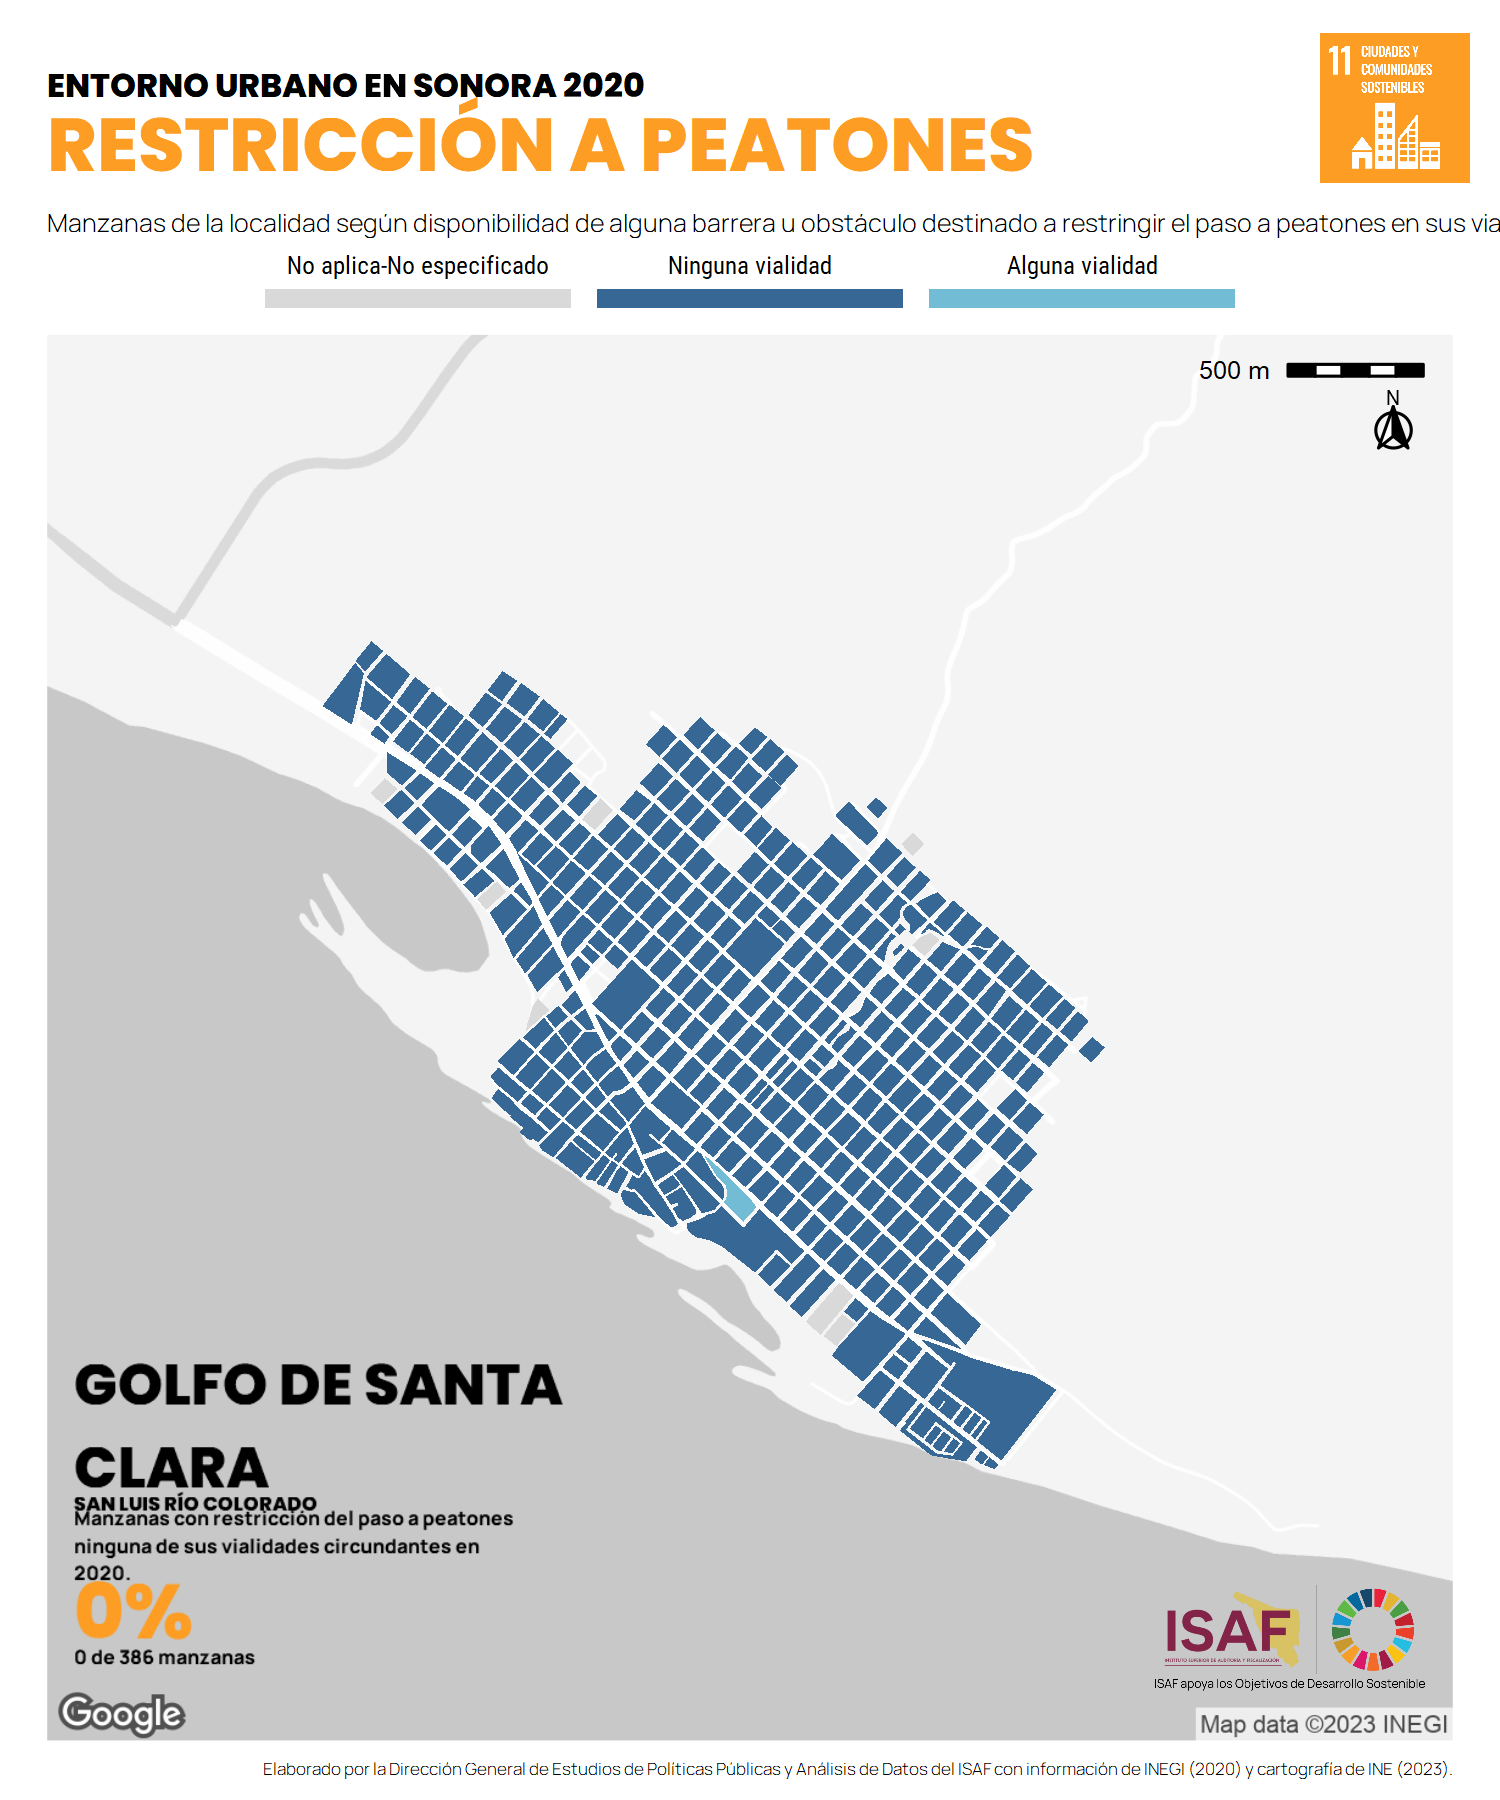 ENTORNO URBANO EN SONORA 2020
RESTRICCIÓN A PEATONES
11 CIUDADES Y
COMUNIDADES
SOSTENIBLES
Manzanas de la localidad según disponibilidad de alguna barrera u obstáculo destinado a restringir el paso a peatones en sus via
No aplica-No especificado
Ninguna vialidad
Alguna vialidad
500 m
N
GOLFO DE SANTA
CLARA
SAN LUIS RÍO COLORADO
Manzanas con restricción del paso a peatones
ninguna de sus vialidades circundantes en
2020.
0%
0 de 386 manzanas
ISAF
INSTITUTO SUPERIOR DE AUDITORÍA Y FISCALIZACIÓN
ISAF apoya los Objetivos de Desarrollo Sostenible
Google
Map data ©2023 INEGI
Elaborado por la Dirección General de Estudios de Políticas Públicas y Análisis de Datos del ISAF con información de INEGI (2020) y cartografía de INE (2023).